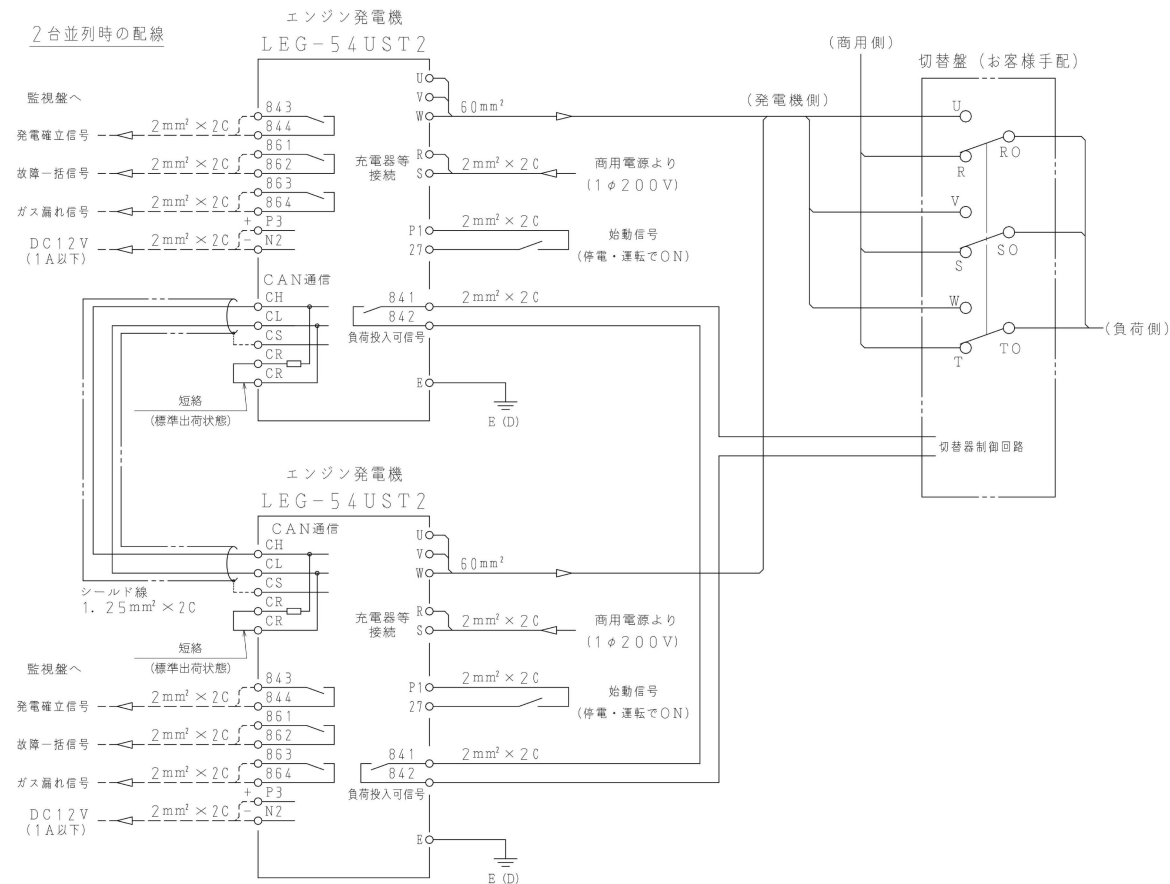 2台並列時の配線
エンジン発電機
LEG-54UST2
監視盤へ
発電確立信号
2mm²×2C
843
844
故障一括信号
2mm²×2C
861
862
ガス漏れ信号
2mm²×2C
863
864
DC12V
(1A以下)
2mm²×2C
+ P3
- N2
U
V
W
60mm²
充電器等
接続
R
S
2mm²×2C
商用電源より
(1φ200V)
P1
27
2mm²×2C
始動信号
(停電・運転でON)
CAN通信
CH
CL
CS
CR
CR
短絡
(標準出荷状態)
841
842
負荷投入可信号
2mm²×2C
E
E(D)
(商用側)
(発電機側)
切替盤(お客様手配)
U
R
RO
V
S
SO
W
T
TO
(負荷側)
切替器制御回路
エンジン発電機
LEG-54UST2
CAN通信
CH
CL
CS
CR
CR
シールド線
1.25mm²×2C
短絡
(標準出荷状態)
U
V
W
60mm²
充電器等
接続
R
S
2mm²×2C
商用電源より
(1φ200V)
監視盤へ
発電確立信号
2mm²×2C
843
844
故障一括信号
2mm²×2C
861
862
ガス漏れ信号
2mm²×2C
863
864
DC12V
(1A以下)
2mm²×2C
+ P3
- N2
P1
27
2mm²×2C
始動信号
(停電・運転でON)
841
842
負荷投入可信号
2mm²×2C
E
E(D)